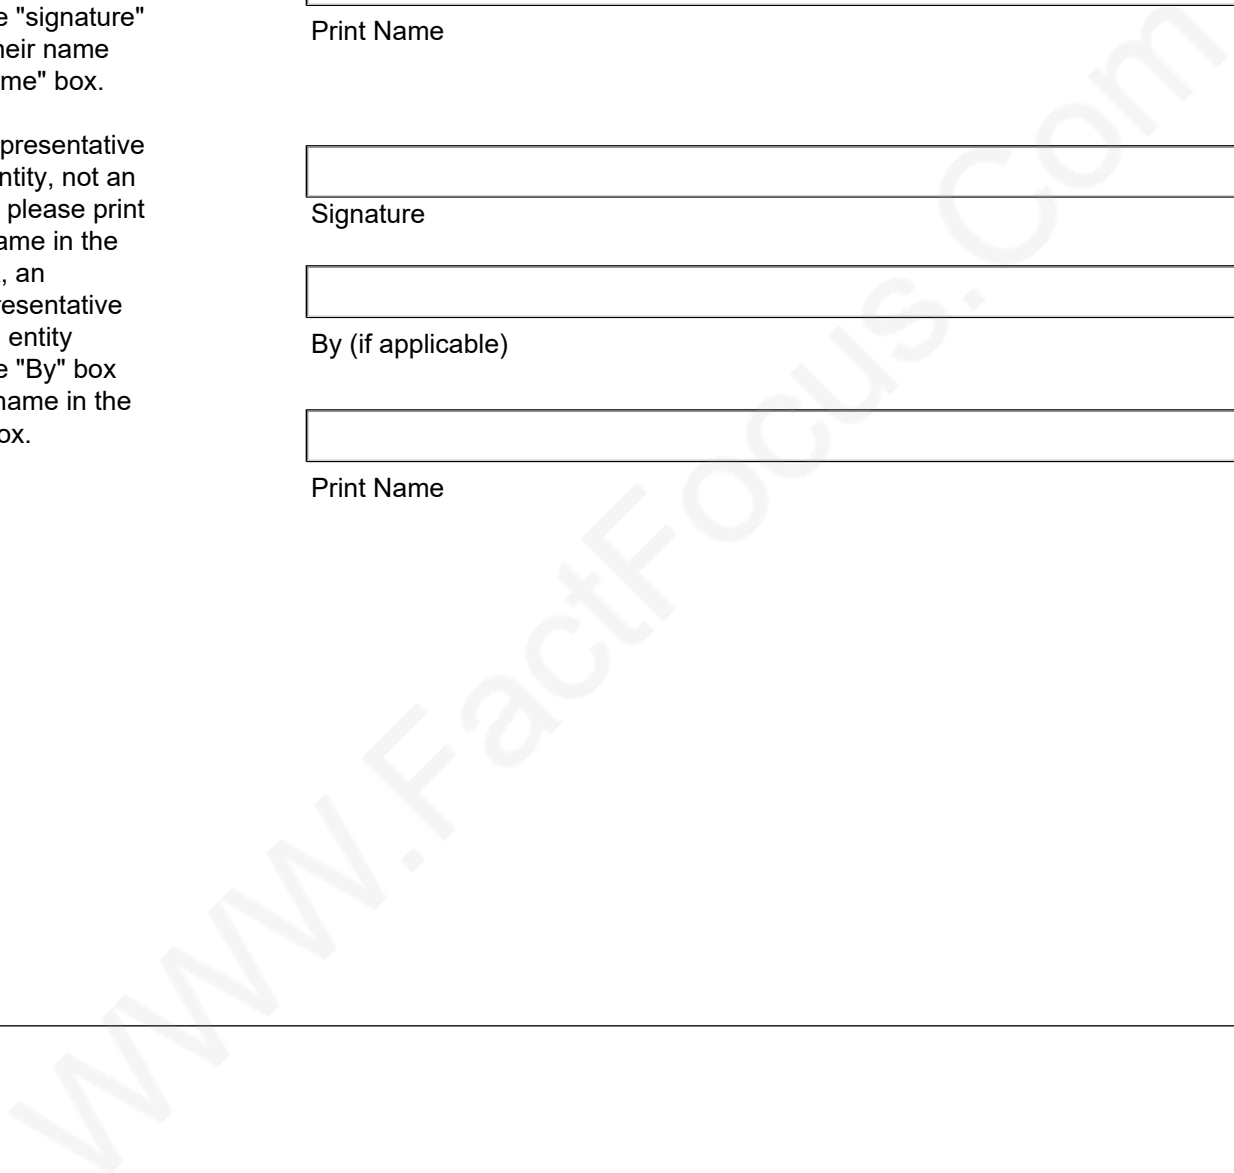 e "signature"
heir name
me" box.
presentative
ntity, not an
please print
ame in the
, an
resentative
entity
e "By" box
name in the
ox.
Print Name
Signature
By (if applicable)
Print Name
www.FactFocus.Com